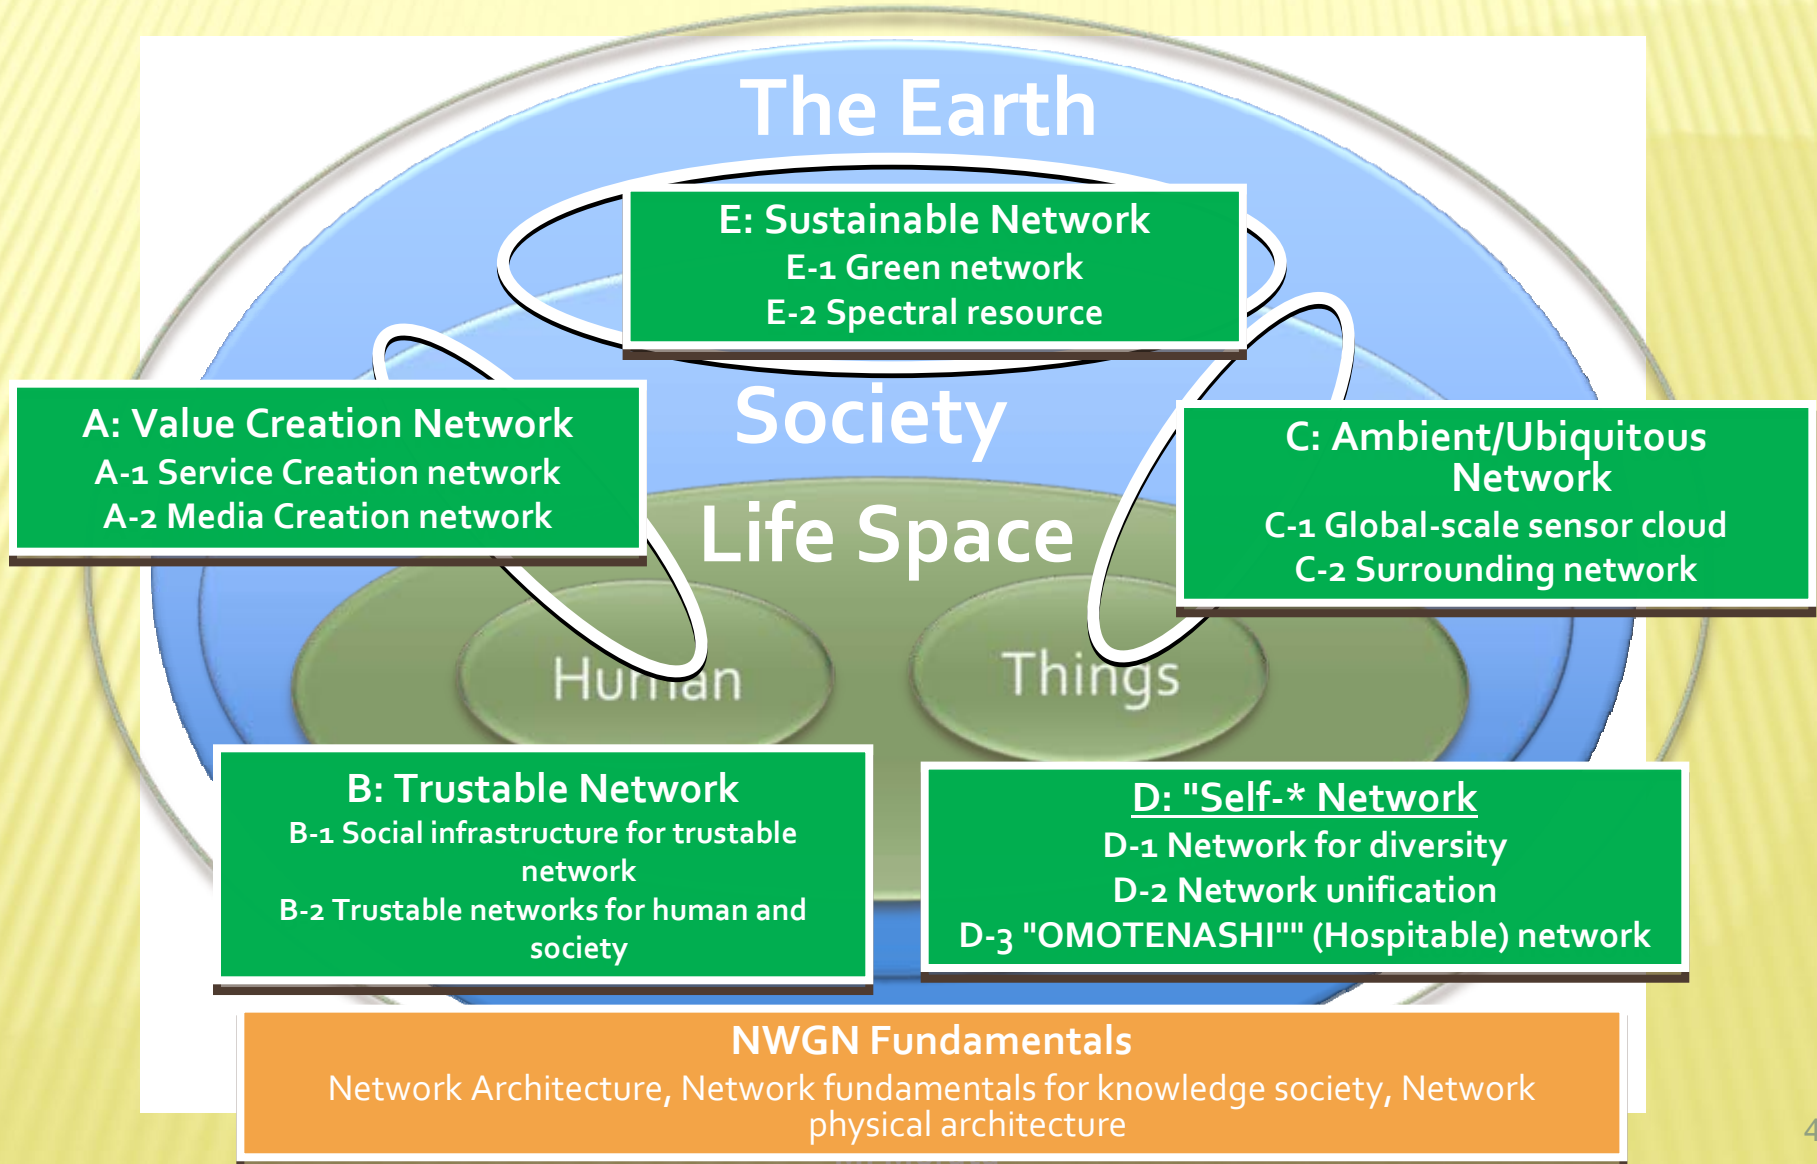 The Earth
E: Sustainable Network
E-1 Green network
E-2 Spectral resource
Society
A: Value Creation Network
A-1 Service Creation network
A-2 Media Creation network
C: Ambient/Ubiquitous
Network
C-1 Global-scale sensor cloud
C-2 Surrounding network
Life Space
Human
Things
B: Trustable Network
B-1 Social infrastructure for trustable
network
B-2 Trustable networks for human and
society
D: "Self-* Network
D-1 Network for diversity
D-2 Network unification
D-3 "OMOTENASHI"" (Hospitable) network
NWGN Fundamentals
Network Architecture, Network fundamentals for knowledge society, Network
physical architecture
4